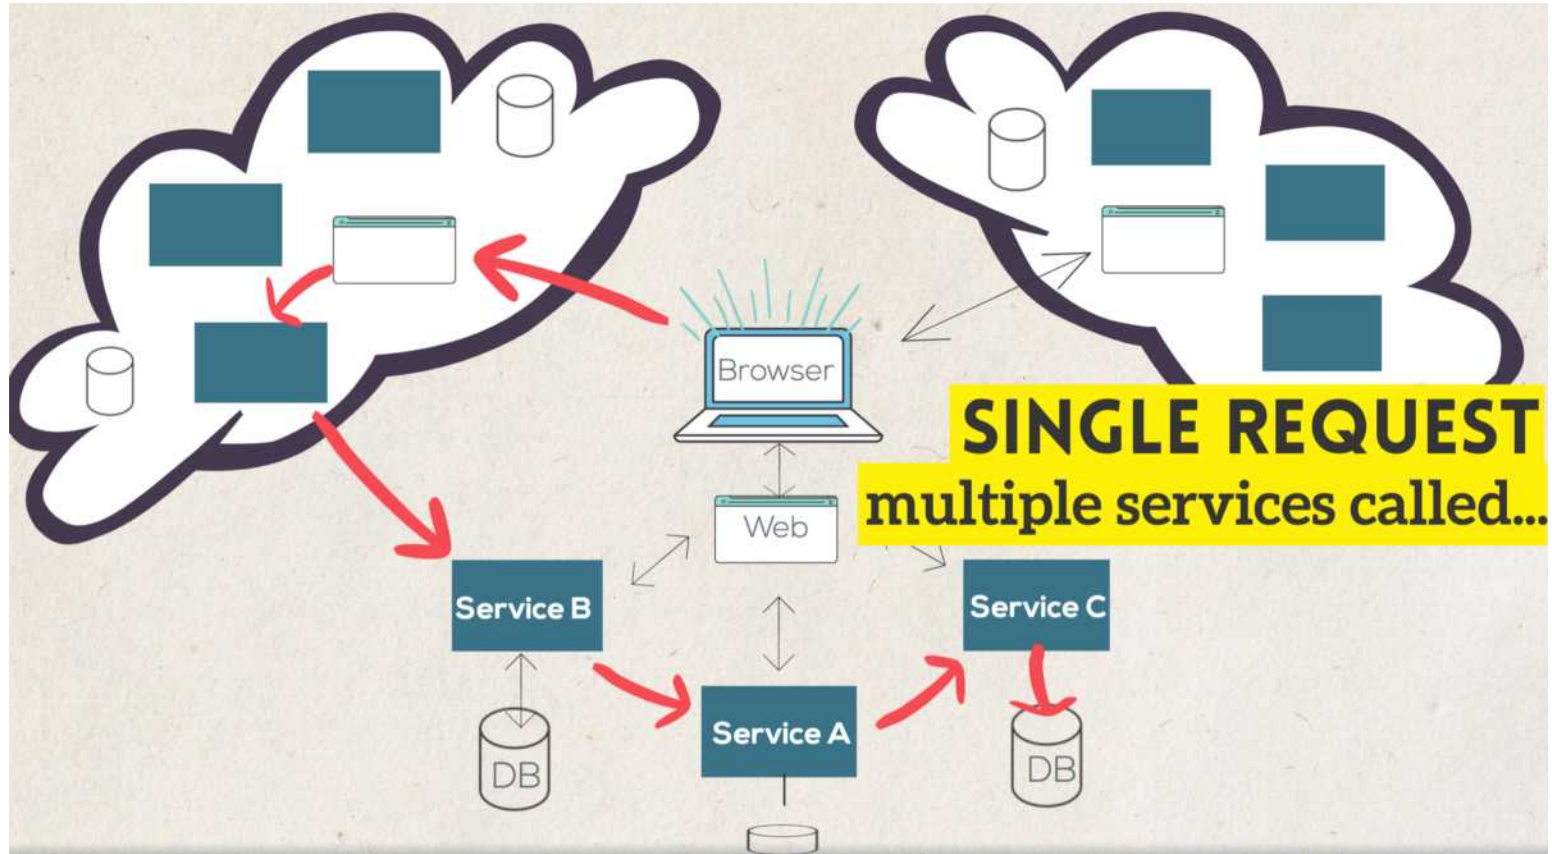 Browser
SINGLE REQUEST
multiple services called...
Web
Service B
Service C
Service A
DB
DB